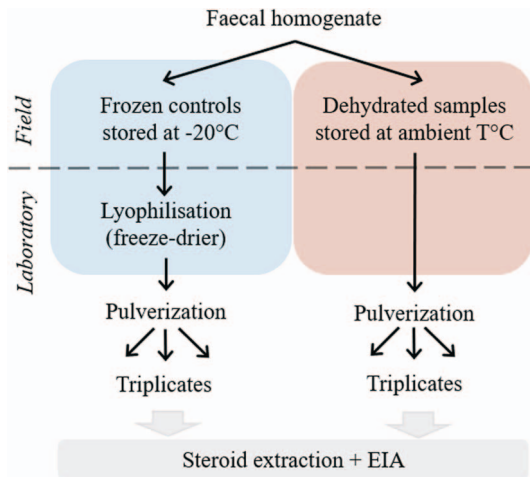 Faecal homogenate
Field
Frozen controls
stored at -20°C
Dehydrated samples
stored at ambient T°C
Laboratory
Lyophilisation
(freeze-drier)
Pulverization
Pulverization
Triplicates
Triplicates
Steroid extraction + EIA